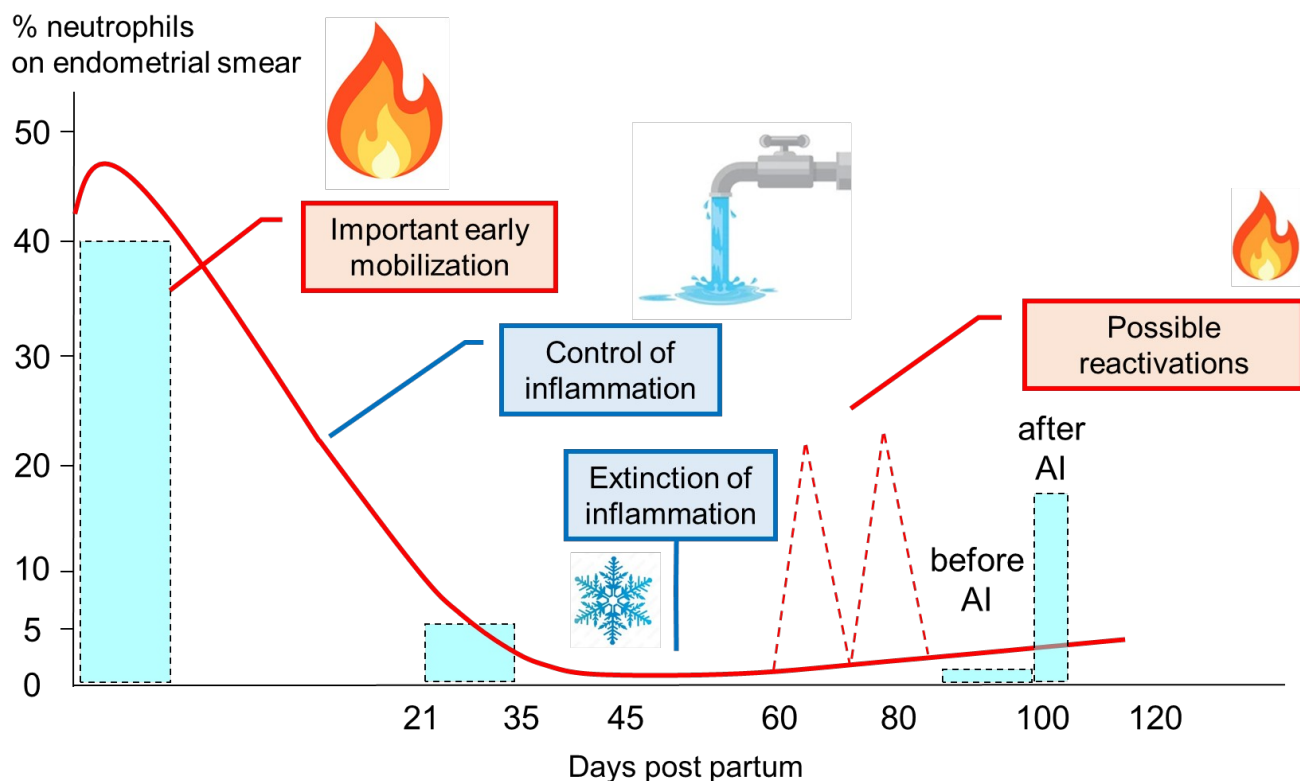 % neutrophils
on endometrial smear
50
40
30
20
10
5
0
Important early
mobilization
Control of
inflammation
Extinction of
inflammation
Possible
reactivations
before
AI
after
AI
21 35 45 60 80 100 120
Days post partum